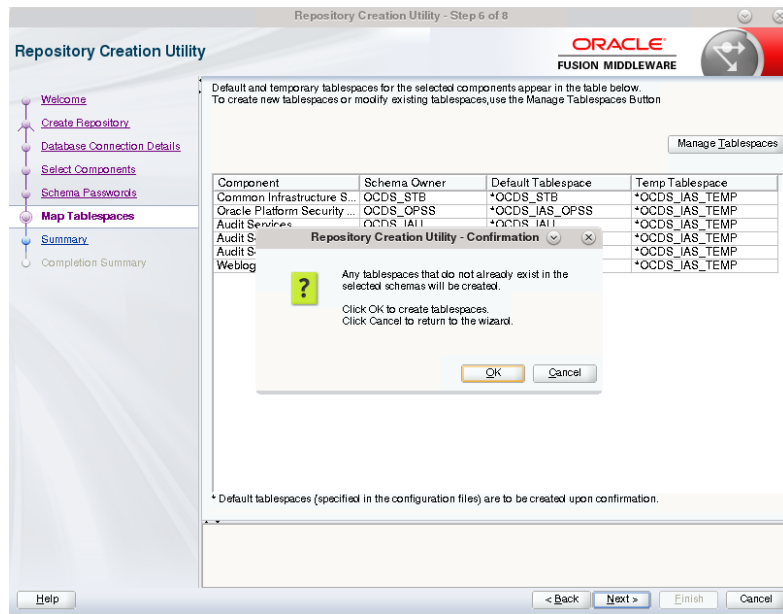 Repository Creation Utility - Step 6 of 8
Repository Creation Utility
ORACLE
FUSION MIDDLEWARE
Welcome
Create Repository
Database Connection Details
Select Components
Schema Passwords
Map Tablespaces
Summary
Completion Summary
Default and temporary tablespaces for the selected components appear in the table below.
To create new tablespaces or modify existing tablespaces,use the Manage Tablespaces Button
Manage Tablespaces
Component Schema Owner Default Tablespace Temp Tablespace
Common Infrastructure S... OCDS_STB *OCDS_STB *OCDS_IAS_TEMP
Oracle Platform Security ... OCDS_OPSS *OCDS_IAS_OPSS *OCDS_IAS_TEMP
Audit Services OCDS_IAU *OCDS_IAU *OCDS_IAS_TEMP
Audit S *OCDS_IAS_TEMP
Audit S *OCDS_IAS_TEMP
Weblog *OCDS_IAS_TEMP
Repository Creation Utility - Confirmation
Any tablespaces that do not already exist in the
selected schemas will be created.
Click OK to create tablespaces.
Click Cancel to return to the wizard.
OK Cancel
* Default tablespaces (specified in the configuration files) are to be created upon confirmation.
Help < Back Next > Finish Cancel